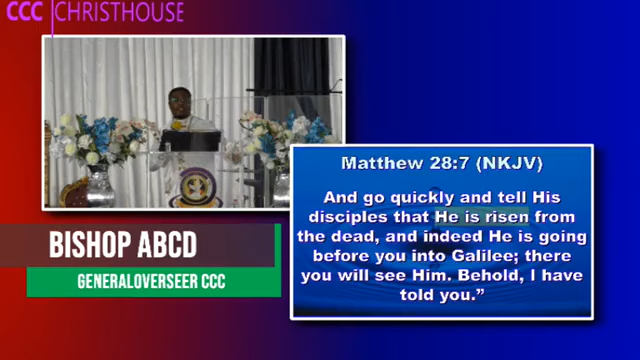 CCC CHRISTHOUSE
Matthew 28:7 (NKJV)
And go quickly and tell His
disciples that He is risen from
the dead, and indeed He is going
before you into Galilee; there
you will see Him. Behold, I have
told you.”
BISHOP ABCD
GENERALOVERSEER CCC